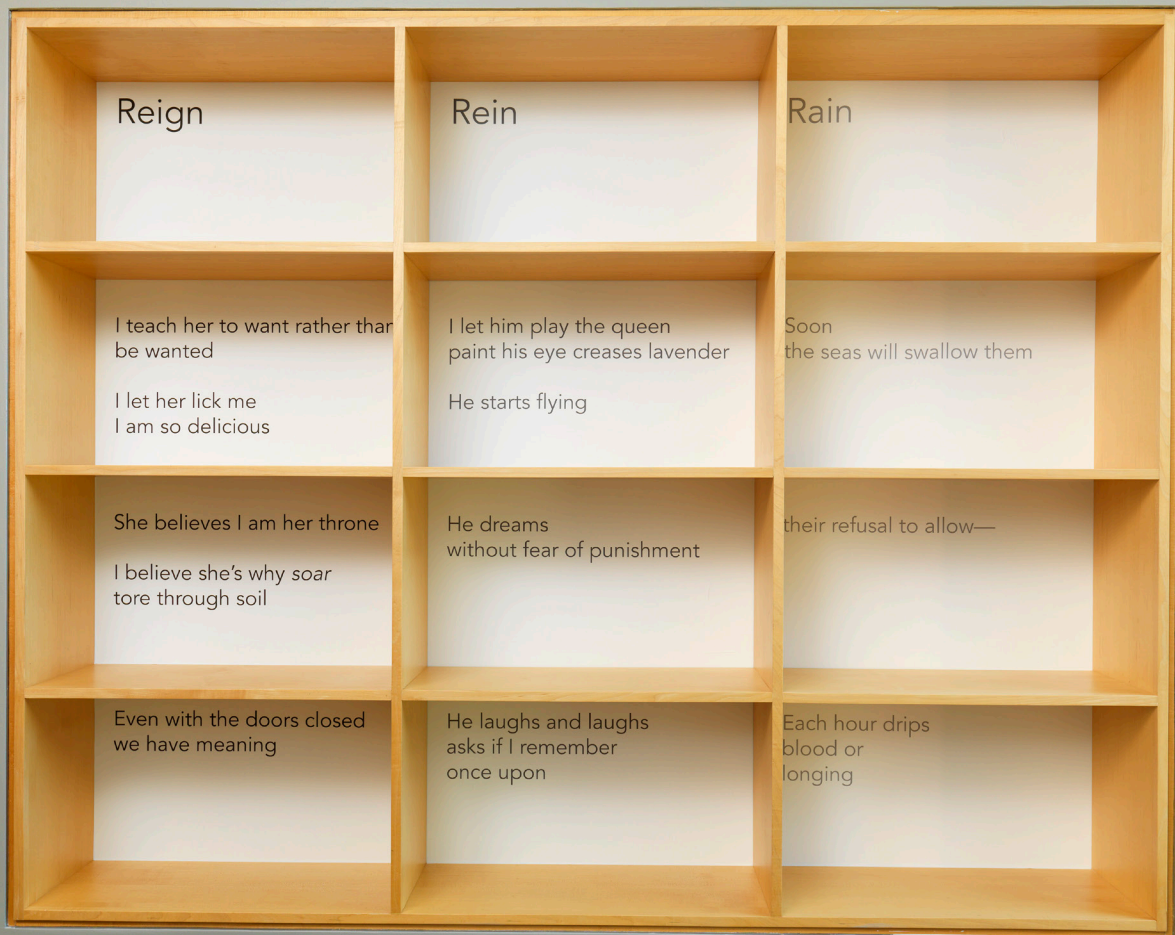 Reign
I teach her to want rather than
be wanted
I let her lick me
I am so delicious
She believes I am her throne
I believe she's why soar
tore through soil
Even with the doors closed
we have meaning
Rein
I let him play the queen
paint his eye creases lavender
He starts flying
He dreams
without fear of punishment
He laughs and laughs
asks if I remember
once upon
Rain
Soon
the seas will swallow them
their refusal to allow—
Each hour drips
blood or
longing